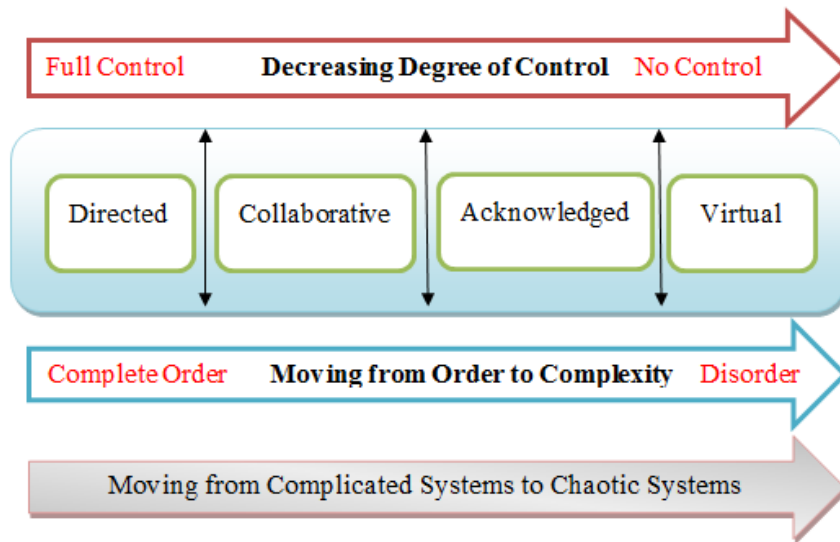 Full Control Decreasing Degree of Control No Control
Directed Collaborative Acknowledged Virtual
Complete Order Moving from Order to Complexity Disorder
Moving from Complicated Systems to Chaotic Systems